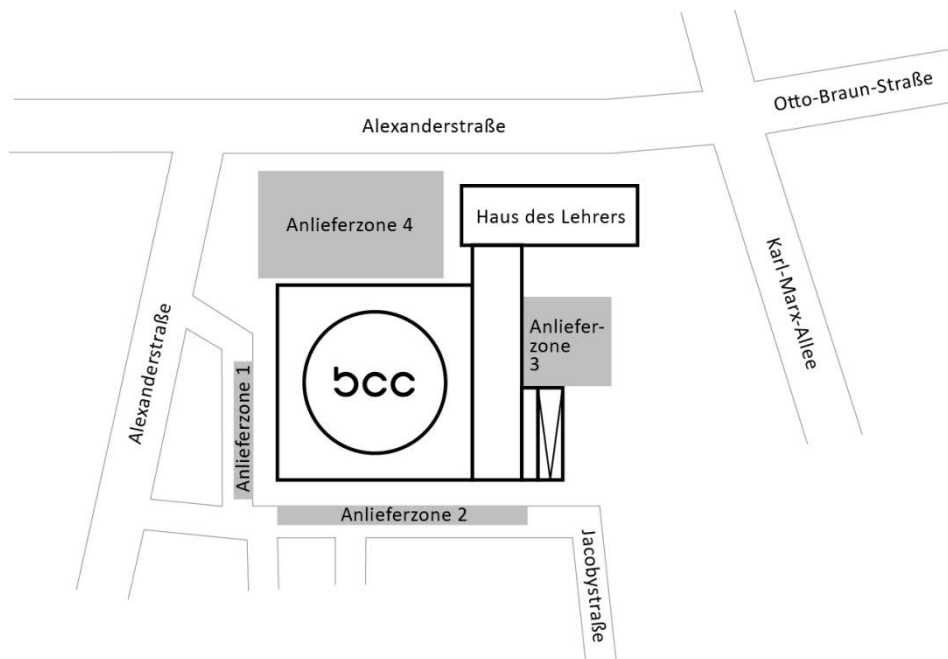 Otto-Braun-Straße
Alexanderstraße
Haus des Lehrers
Anlieferzone 4
Karl-Marx-Allee
Anliefer-
zone
3
Alexanderstraße
bcc
Anlieferzone 1
Anlieferzone 2
Jacobystraße